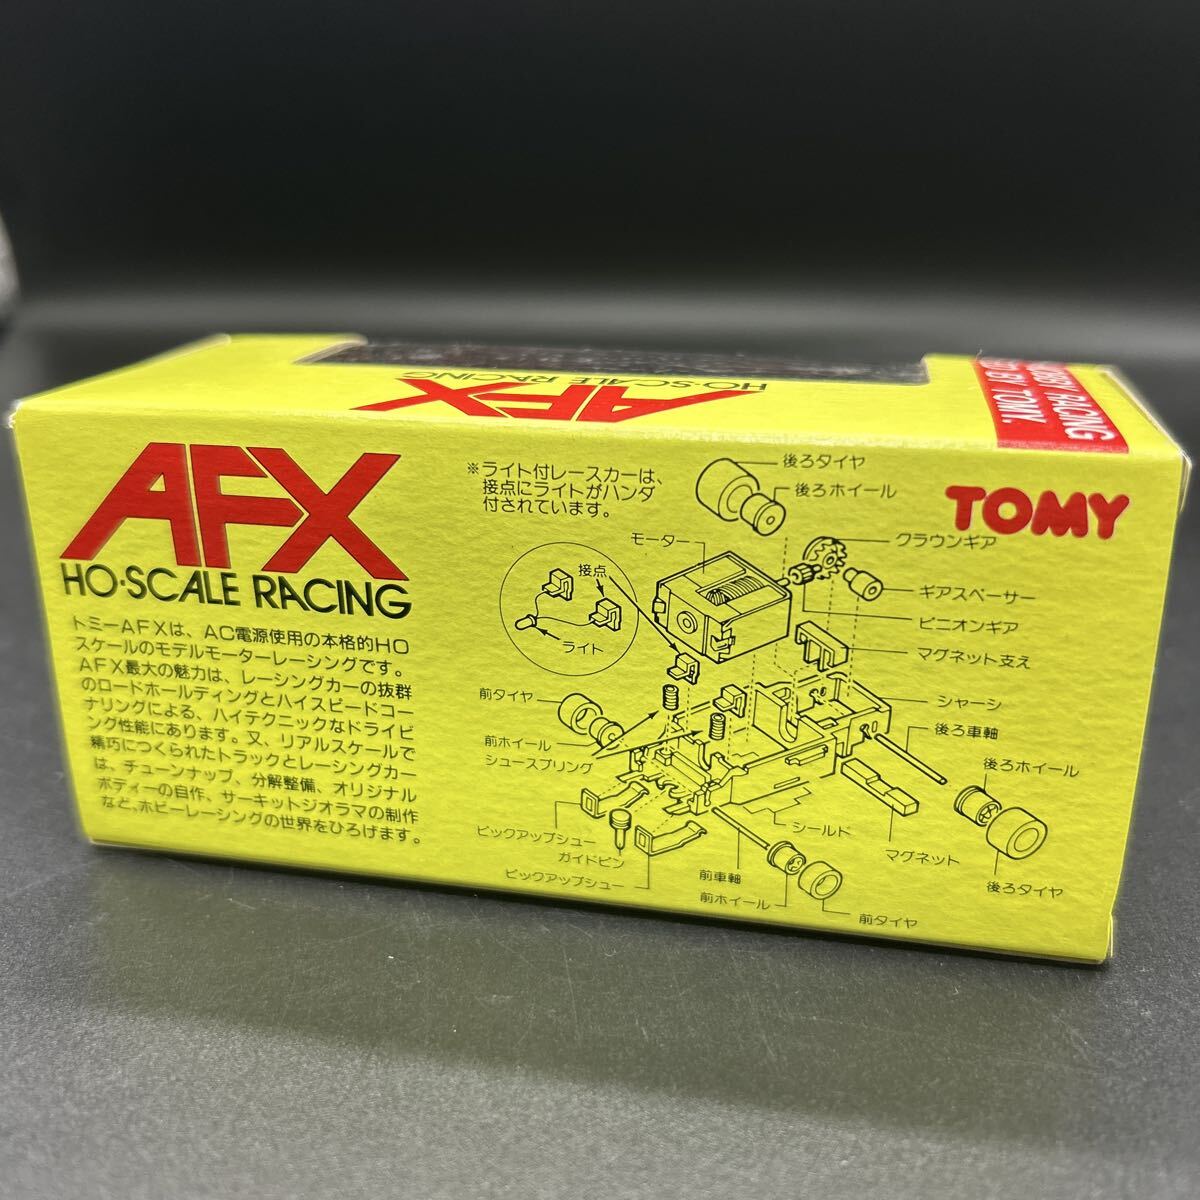 AFX
HO-SCALE RACING
RACING
BY TOMY.
AFX
HO·SCALE RACING
トミーAFXは、AC電源使用の本格的HO
スケールのモデルモーターレーシングです。
AFX最大の魅力は、レーシングカーの抜群
のロードホールディングとハイスピードコー
ナリングによる、ハイテクニックなドライビ
ング性能にあります。又、リアルスケールで
精巧につくられたトラックとレーシングカー
は、チューンナップ、分解整備、オリジナル
ボディーの自作、サーキットジオラマの制作
など、ホビーレーシングの世界をひろげます。
※ライト付レースカーは、
接点にライトがハンダ
付されています。
TOMY
後ろタイヤ
後ろホイール
クラウンギア
モーター
接点
ギアスペーサー
ピニオンギア
ライト
マグネット支え
前タイヤ
シャーシ
後ろ車軸
前ホイール
シュースプリング
後ろホイール
シールド
ピックアップシュー
ガイドピン
マグネット
ピックアップシュー
前車軸
後ろタイヤ
前ホイール
前タイヤ